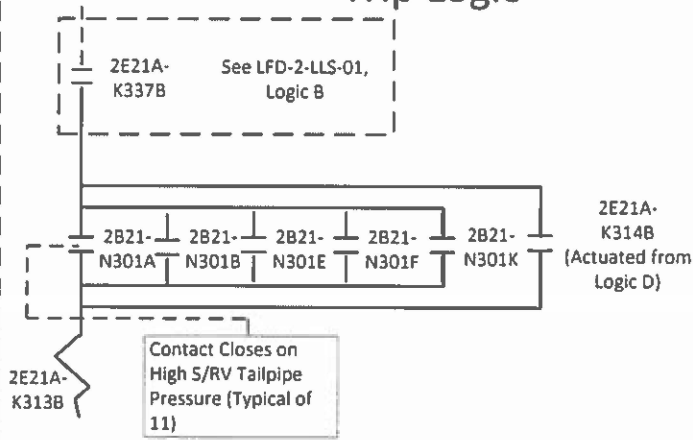 Trip Logic
2E21A-
K337B
See LFD-2-LLS-01,
Logic B
2B21-
N301A
2B21-
N301B
2B21-
N301E
2B21-
N301F
2B21-
N301K
2E21A-
K314B
(Actuated from
Logic D)
2E21A-
K313B
Contact Closes on
High S/RV Tailpipe
Pressure (Typical of
11)